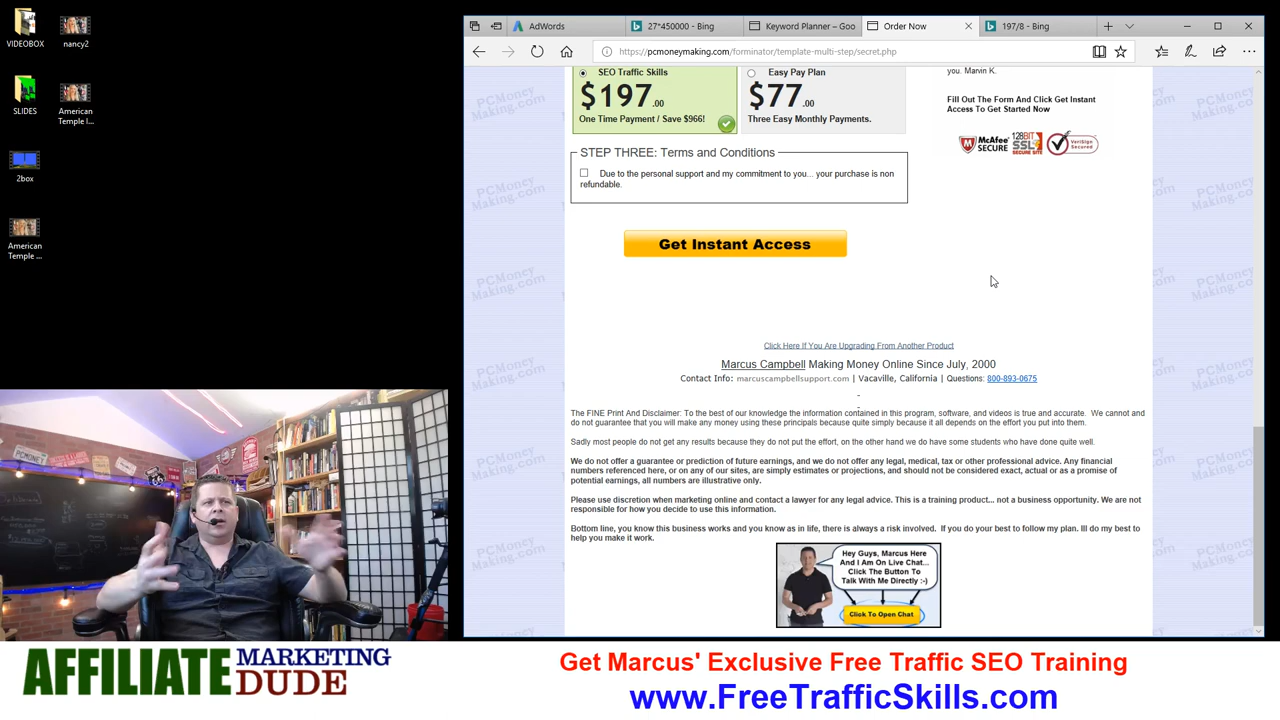 VIDEOBOX
nancy2
SLIDES
American
Temple I...
2box
American
Temple ...
AdWords
27*450000 - Bing
Keyword Planner – Goo
Order Now
197/8 - Bing
https://pcmoneymaking.com/forminator/template-multi-step/secret.php
SEO Traffic Skills
$197.00
One Time Payment / Save $966!
Easy Pay Plan
$77.00
Three Easy Monthly Payments.
you. Marvin K.
Fill Out The Form And Click Get Instant
Access To Get Started Now
McAfee SECURE
128BIT SSL SECURE SITE
VeriSign Secured
STEP THREE: Terms and Conditions
Due to the personal support and my commitment to you... your purchase is non
refundable.
Get Instant Access
PCMoney
Making.com
Click Here If You Are Upgrading From Another Product
Marcus Campbell Making Money Online Since July, 2000
Contact Info: marcuscampbellsupport.com | Vacaville, California | Questions: 800-893-0675
The FINE Print And Disclaimer: To the best of our knowledge the information contained in this program, software, and videos is true and accurate. We cannot and
do not guarantee that you will make any money using these principals because quite simply because it all depends on the effort you put into them.
Sadly most people do not get any results because they do not put the effort, on the other hand we do have some students who have done quite well.
We do not offer a guarantee or prediction of future earnings, and we do not offer any legal, medical, tax or other professional advice. Any financial
numbers referenced here, or on any of our sites, are simply estimates or projections, and should not be considered exact, actual or as a promise of
potential earnings, all numbers are illustrative only.
Please use discretion when marketing online and contact a lawyer for any legal advice. This is a training product... not a business opportunity. We are not
responsible for how you decide to use this information.
Bottom line, you know this business works and you know as in life, there is always a risk involved. If you do your best to follow my plan. Ill do my best to
help you make it work.
Hey Guys, Marcus Here
And I Am On Live Chat...
Click The Button To
Talk With Me Directly :-)
Click To Open Chat
AFFILIATE MARKETING
DUDE
Get Marcus' Exclusive Free Traffic SEO Training
www.FreeTrafficSkills.com